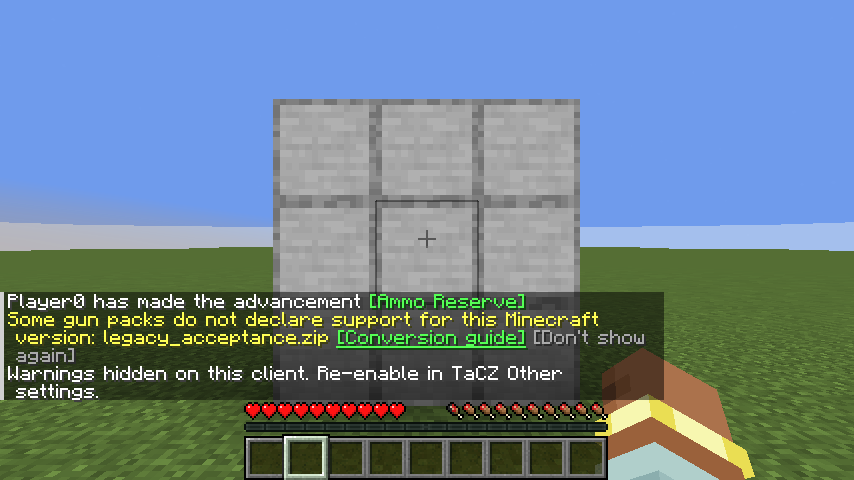 Player0 has made the advancement [Ammo Reserve]
Some gun packs do not declare support for this Minecraft
version: legacy_acceptance.zip [Conversion guide] [Don't show
again]
Warnings hidden on this client. Re-enable in TaCZ Other
settings.